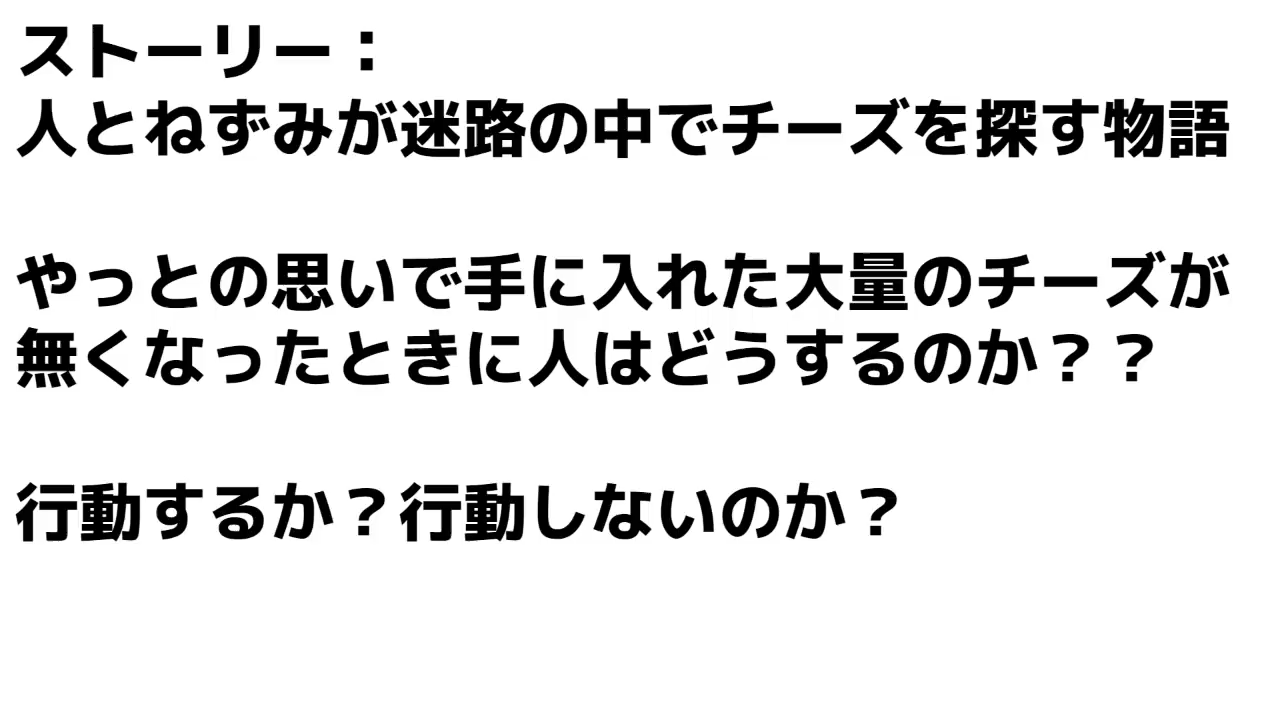 ストーリー：
人とねずみが迷路の中でチーズを探す物語
やっとの思いで手に入れた大量のチーズが
無くなったときに人はどうするのか？？
行動するか？行動しないのか？